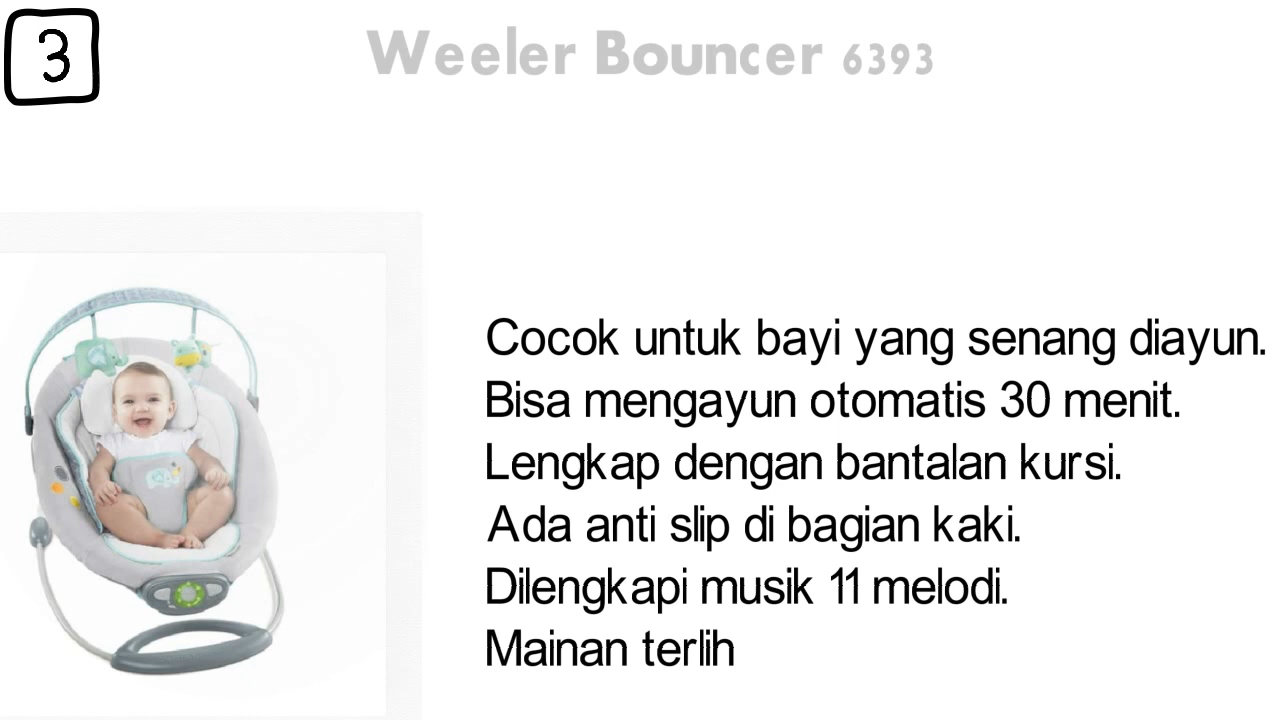 3
Weeler Bouncer 6393
Cocok untuk bayi yang senang diayun.
Bisa mengayun otomatis 30 menit.
Lengkap dengan bantalan kursi.
Ada anti slip di bagian kaki.
Dilengkapi musik 11 melodi.
Mainan terlih